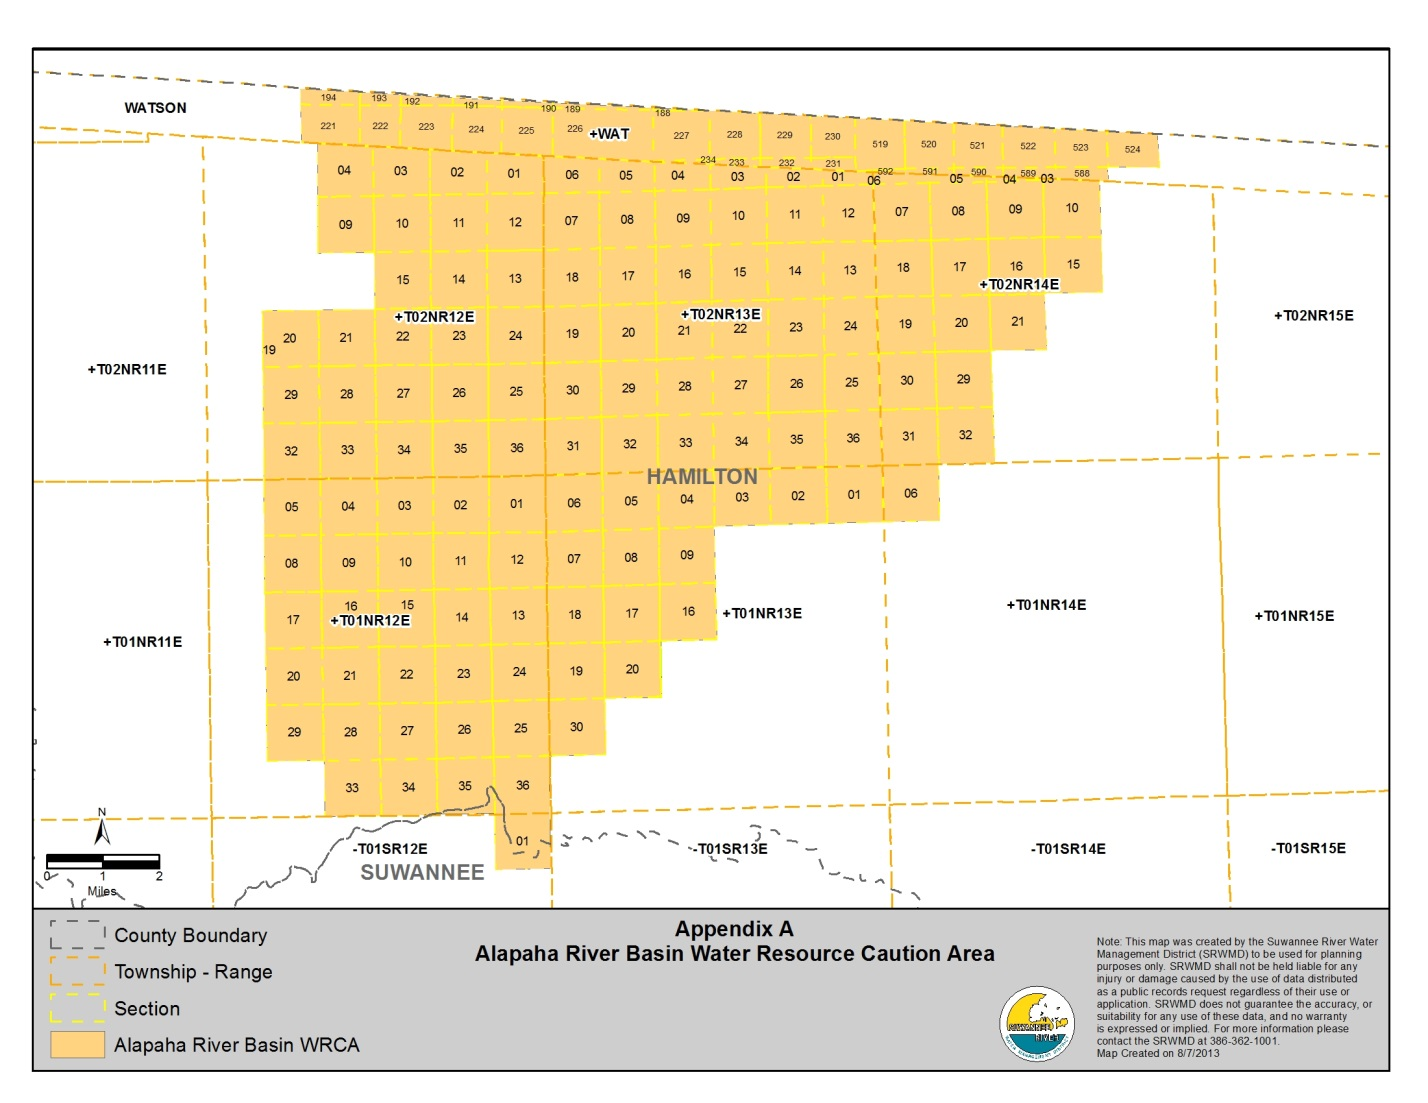 WATSON
194 193 192 191 190 189 188
221 222 223 224 225 226 +WAT 227 228 229 230 519 520 521 522 523 524
234 233 232 231 592 591 590 589 588
04 03 02 01 06 05 04 03 02 01 06 05 04 03
09 10 11 12 07 08 09 10 11 12 07 08 09 10
15 14 13 18 17 16 15 14 13 18 17 16 15
+T02NR12E +T02NR13E +T02NR14E +T02NR15E
19 20 21 22 23 24 19 20 21 22 23 24 19 20 21
+T02NR11E
29 28 27 26 25 30 29 28 27 26 25 30 29
32 33 34 35 36 31 32 33 34 35 36 31 32
HAMILTON
05 04 03 02 01 06 05 04 03 02 01 06
08 09 10 11 12 07 08 09
17 16 15 14 13 18 17 16
+T01NR11E +T01NR12E +T01NR13E +T01NR14E +T01NR15E
20 21 22 23 24 19 20
29 28 27 26 25 30
33 34 35 36
01
-T01SR12E -T01SR13E -T01SR14E -T01SR15E
SUWANNEE
N
0 1 2
Miles
County Boundary
Township - Range
Section
Alapaha River Basin WRCA
Appendix A
Alapaha River Basin Water Resource Caution Area
SUWANNEE
RIVER
WATER MANAGEMENT DISTRICT
Note: This map was created by the Suwannee River Water
Management District (SRWMD) to be used for planning
purposes only. SRWMD shall not be held liable for any
injury or damage caused by the use of data distributed
as a public records request regardless of their use or
application. SRWMD does not guarantee the accuracy, or
suitability for any use of these data, and no warranty
is expressed or implied. For more information please
contact the SRWMD at 386-362-1001.
Map Created on 8/7/2013